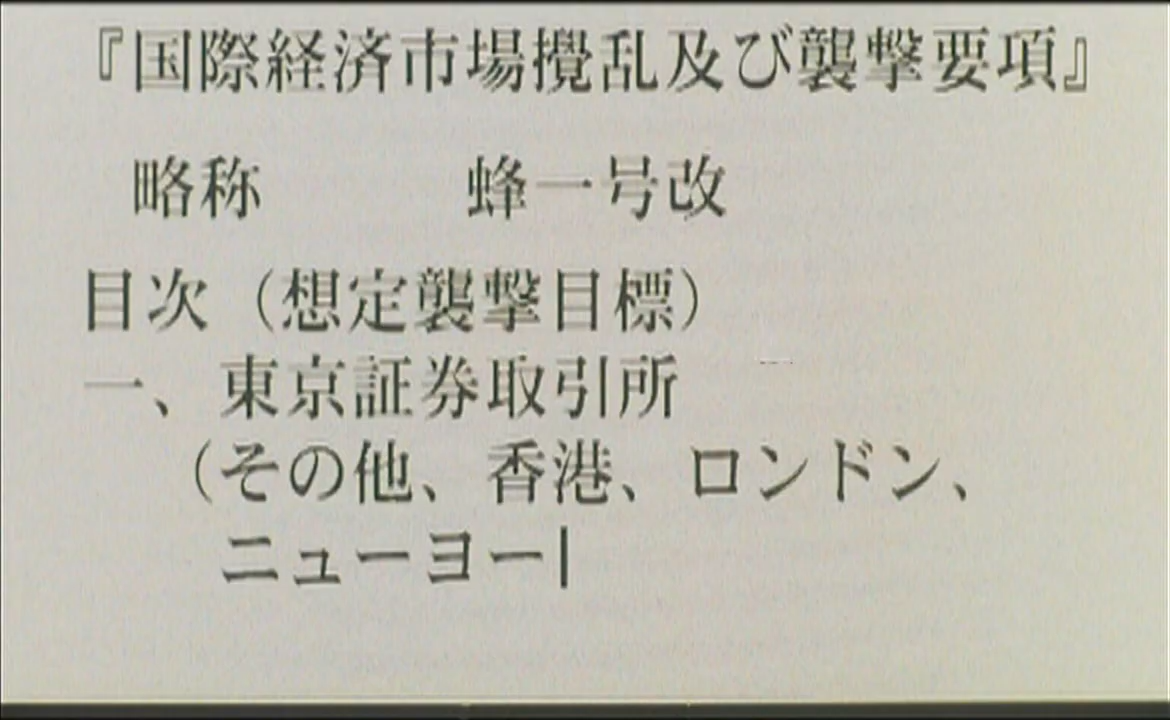 『国際経済市場攪乱及び襲撃要項』
略称　　　蜂一号改
目次（想定襲撃目標）
一、東京証券取引所
（その他、香港、ロンドン、
ニューヨー